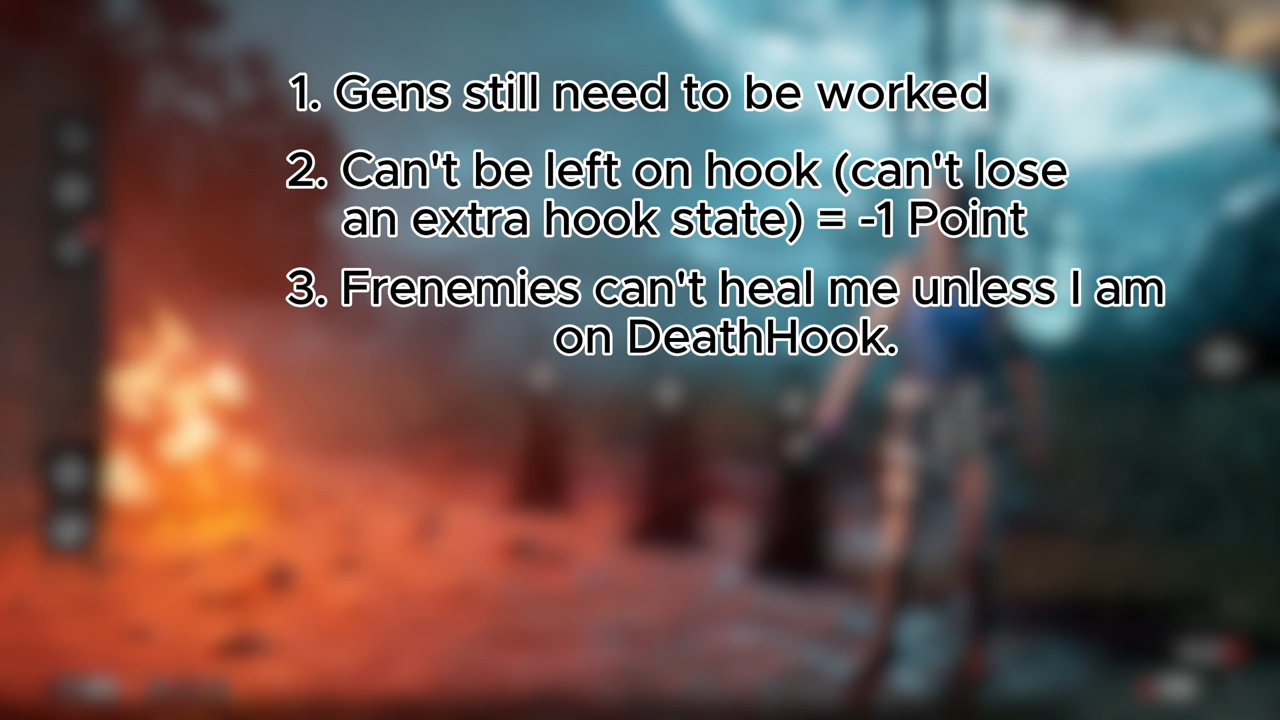 1. Gens still need to be worked
2. Can't be left on hook (can't lose
an extra hook state) = -1 Point
3. Frenemies can't heal me unless I am
on DeathHook.